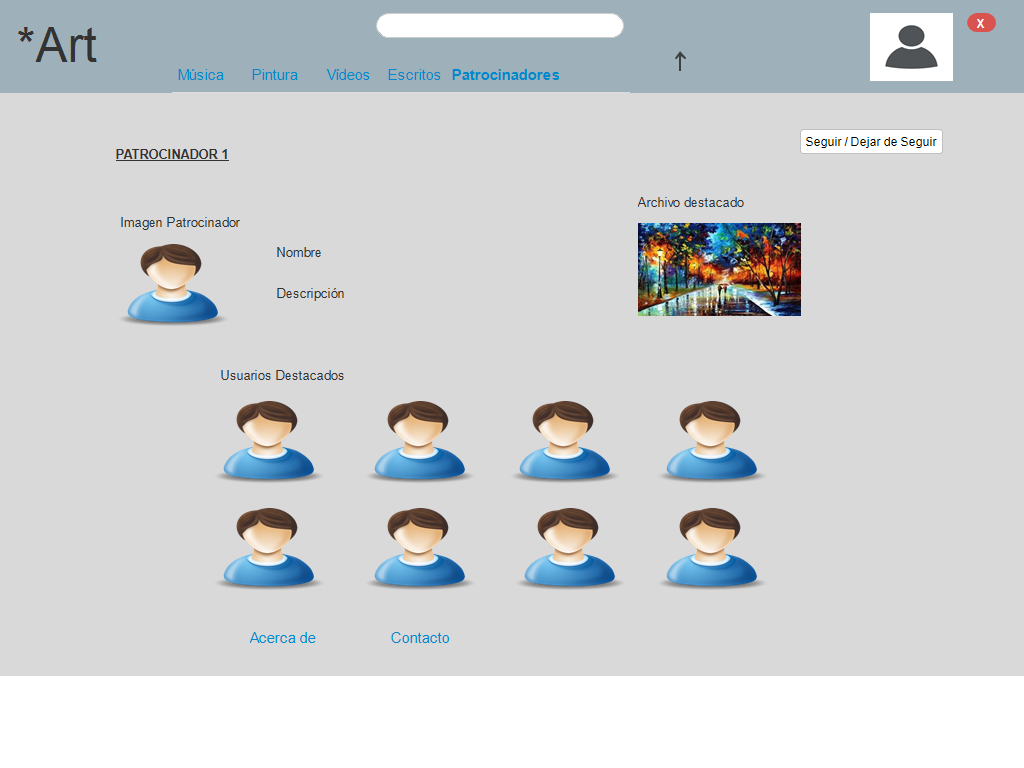 *Art
X
Música Pintura Vídeos Escritos Patrocinadores
Seguir / Dejar de Seguir
PATROCINADOR 1
Archivo destacado
Imagen Patrocinador
Nombre
Descripción
Usuarios Destacados
Acerca de Contacto